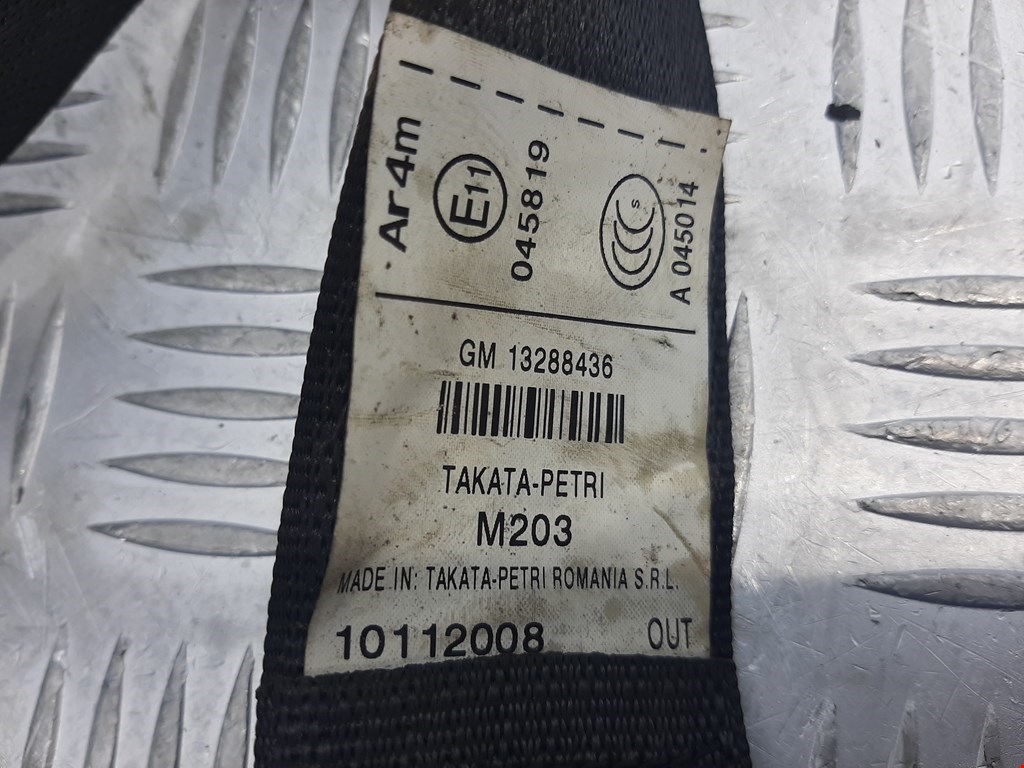 Ar4m
E11
045819
S
A 045014
GM 13288436
TAKATA-PETRI
M203
MADE IN: TAKATA-PETRI ROMANIA S.R.L.
10112008 OUT